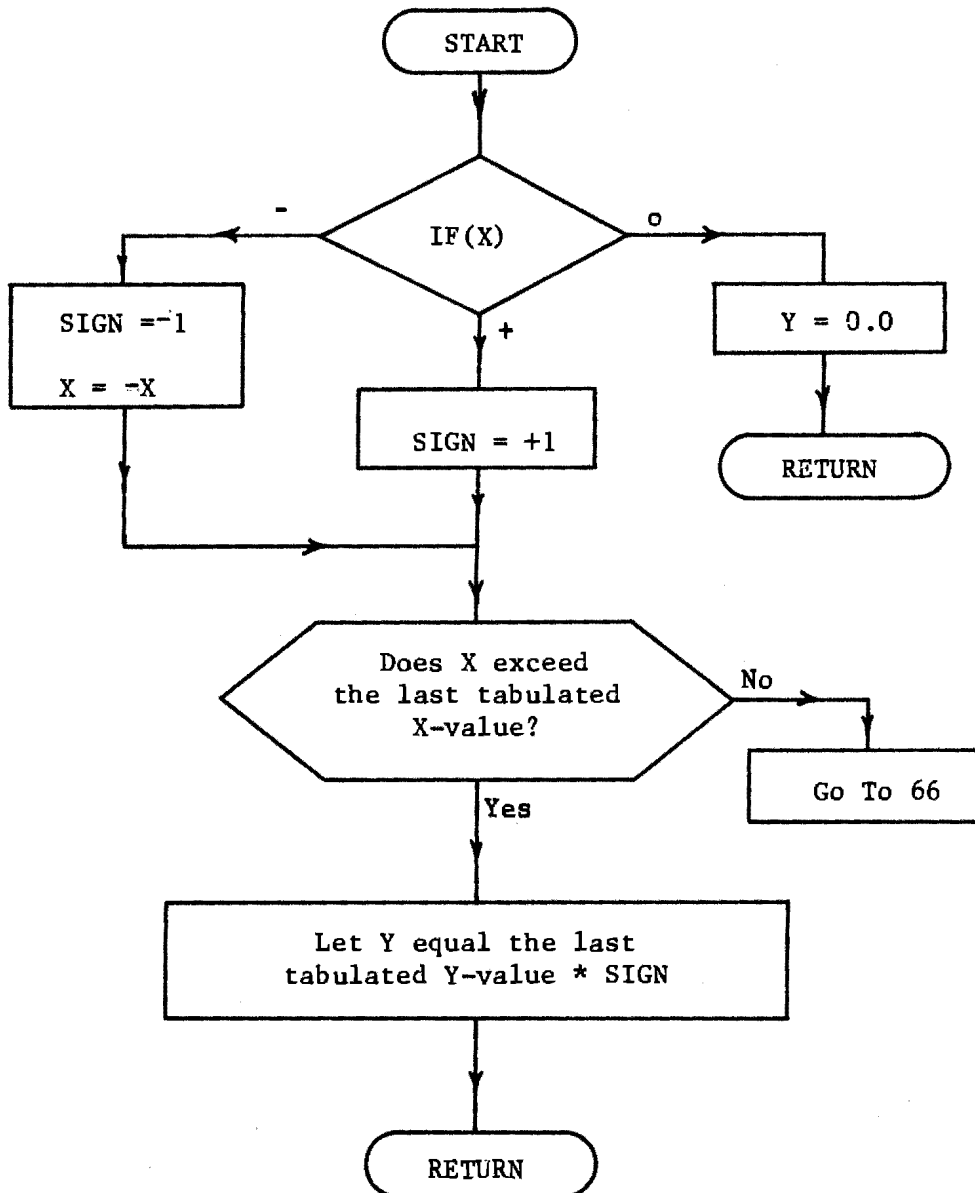 START
IF(X)
-
o
+
SIGN =-1
X = -X
SIGN = +1
Y = 0.0
RETURN
Does X exceed
the last tabulated
X-value?
No
Go To 66
Yes
Let Y equal the last
tabulated Y-value * SIGN
RETURN